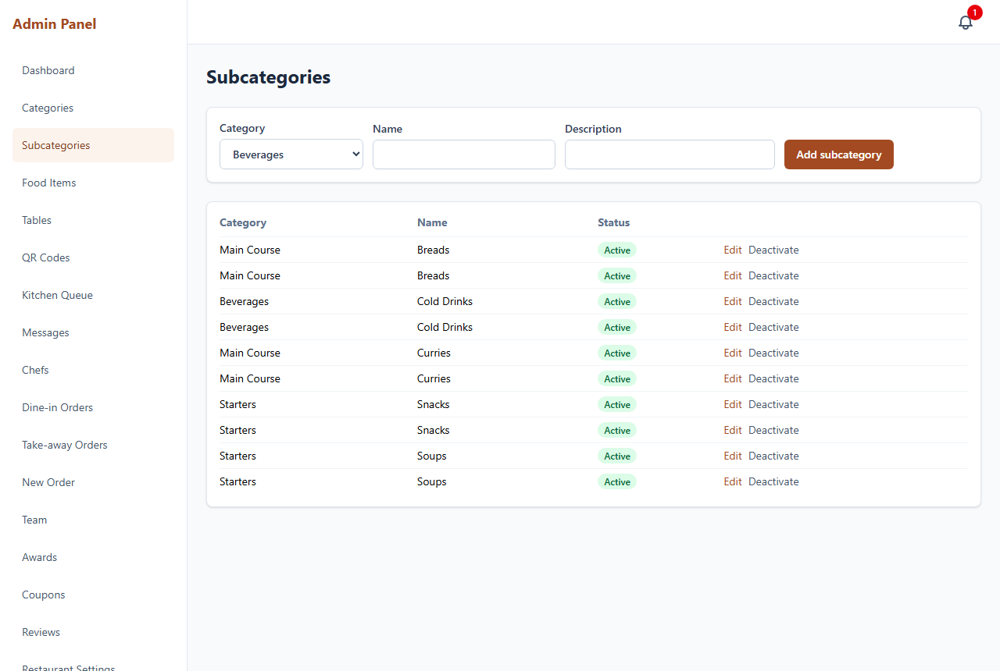 Admin Panel
1
Dashboard
Categories
Subcategories
Food Items
Tables
QR Codes
Kitchen Queue
Messages
Chefs
Dine-in Orders
Take-away Orders
New Order
Team
Awards
Coupons
Reviews
Restaurant Settings
Subcategories
Category Name Description
Beverages Add subcategory
Category Name Status
Main Course Breads Active Edit Deactivate
Main Course Breads Active Edit Deactivate
Beverages Cold Drinks Active Edit Deactivate
Beverages Cold Drinks Active Edit Deactivate
Main Course Curries Active Edit Deactivate
Main Course Curries Active Edit Deactivate
Starters Snacks Active Edit Deactivate
Starters Snacks Active Edit Deactivate
Starters Soups Active Edit Deactivate
Starters Soups Active Edit Deactivate